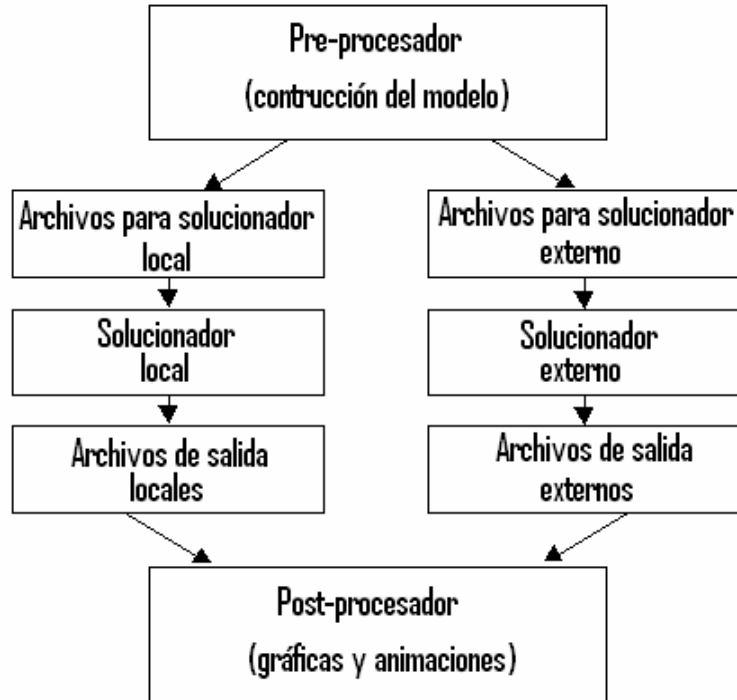 Pre-procesador
(contrucción del modelo)
Archivos para solucionador
local
Archivos para solucionador
externo
Solucionador
local
Solucionador
externo
Archivos de salida
locales
Archivos de salida
externos
Post-procesador
(gráficas y animaciones)